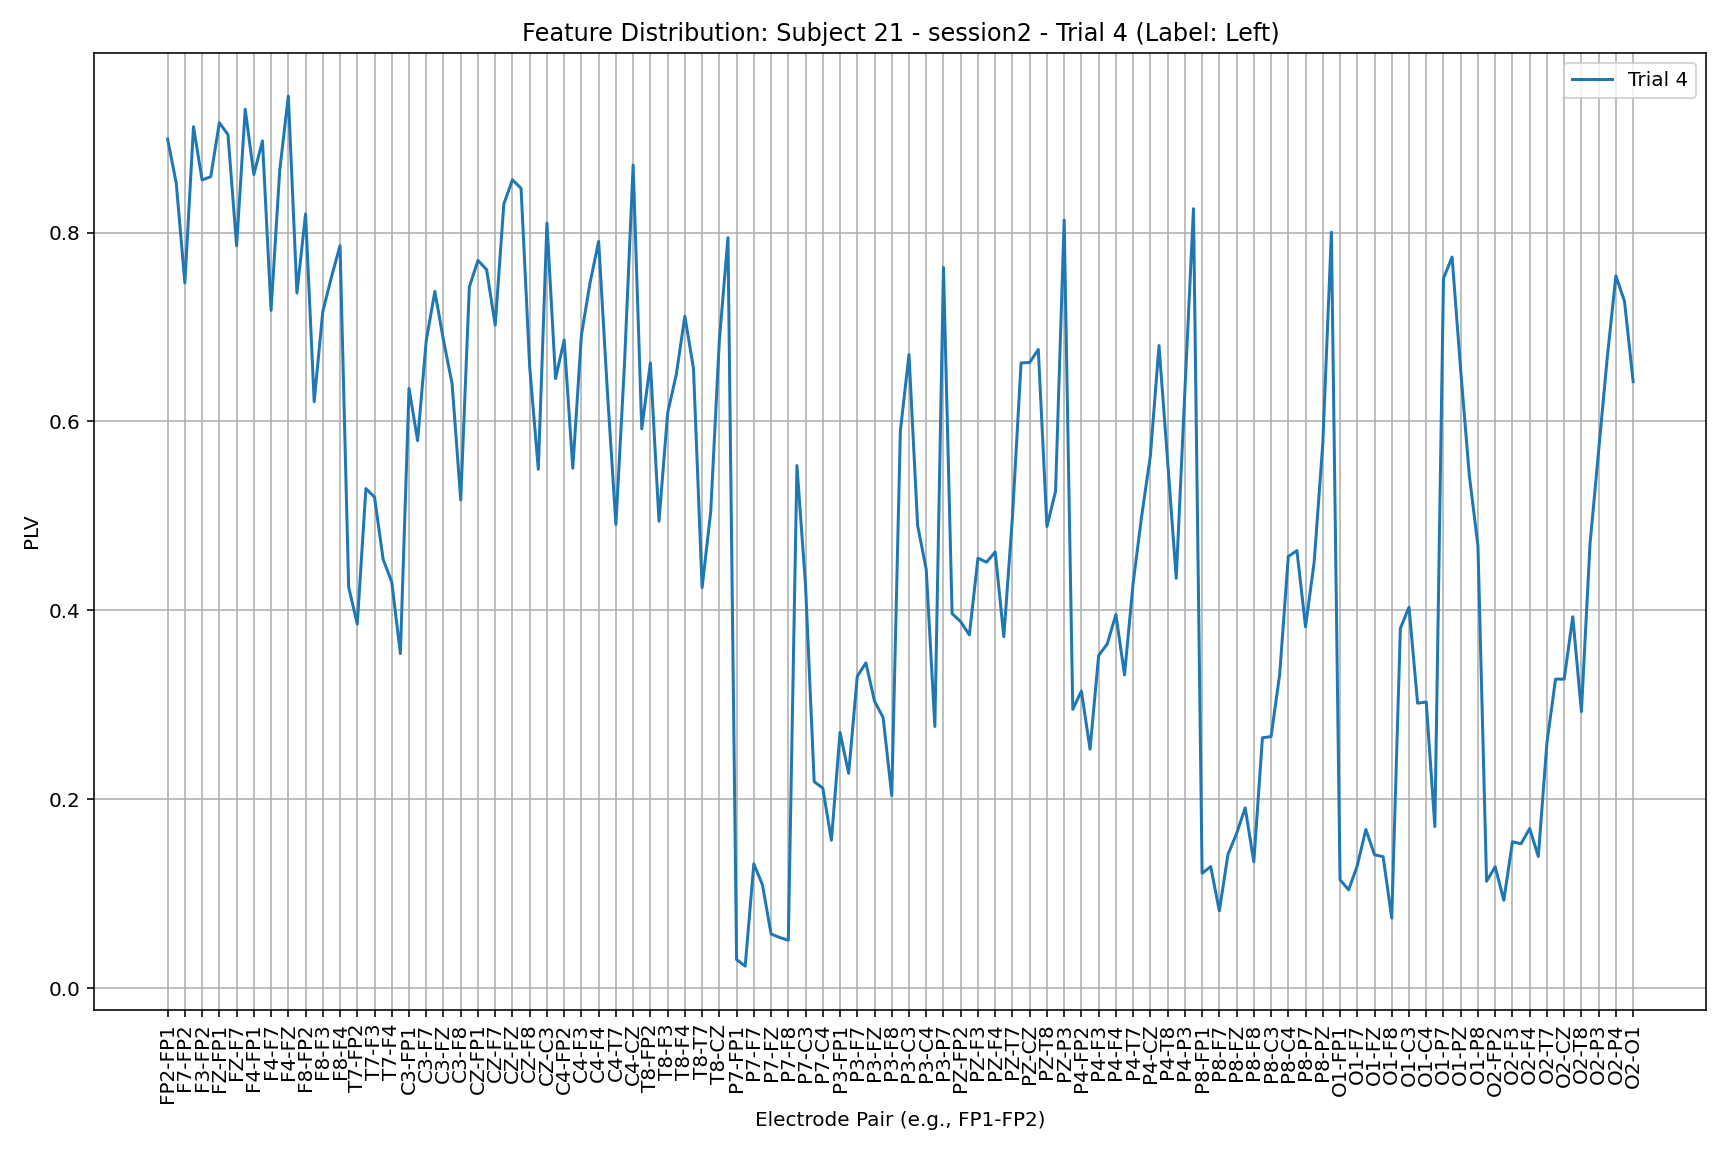 Feature Distribution: Subject 21 - session2 - Trial 4 (Label: Left)
Trial 4
PLV
0.8
0.6
0.4
0.2
0.0
FP2-FP1
F7-FP2
F3-FP2
FZ-FP1
FZ-F7
F4-FP1
F4-F7
F4-FZ
F8-FP2
F8-F3
F8-F4
T7-FP2
T7-F3
T7-F4
C3-FP1
C3-F7
C3-FZ
C3-F8
CZ-FP1
CZ-F7
CZ-FZ
CZ-F8
CZ-C3
C4-FP2
C4-F3
C4-F4
C4-T7
C4-CZ
T8-FP2
T8-F3
T8-F4
T8-T7
T8-CZ
P7-FP1
P7-F7
P7-FZ
P7-F8
P7-C3
P7-C4
P3-FP1
P3-F7
P3-FZ
P3-F8
P3-C3
P3-C4
P3-P7
PZ-FP2
PZ-F3
PZ-F4
PZ-T7
PZ-CZ
PZ-T8
PZ-P3
P4-FP2
P4-F3
P4-F4
P4-T7
P4-CZ
P4-T8
P4-P3
P8-FP1
P8-F7
P8-FZ
P8-F8
P8-C3
P8-C4
P8-P7
P8-PZ
O1-FP1
O1-F7
O1-FZ
O1-F8
O1-C3
O1-C4
O1-P7
O1-PZ
O1-P8
O2-FP2
O2-F3
O2-F4
O2-T7
O2-CZ
O2-T8
O2-P3
O2-P4
O2-O1
Electrode Pair (e.g., FP1-FP2)